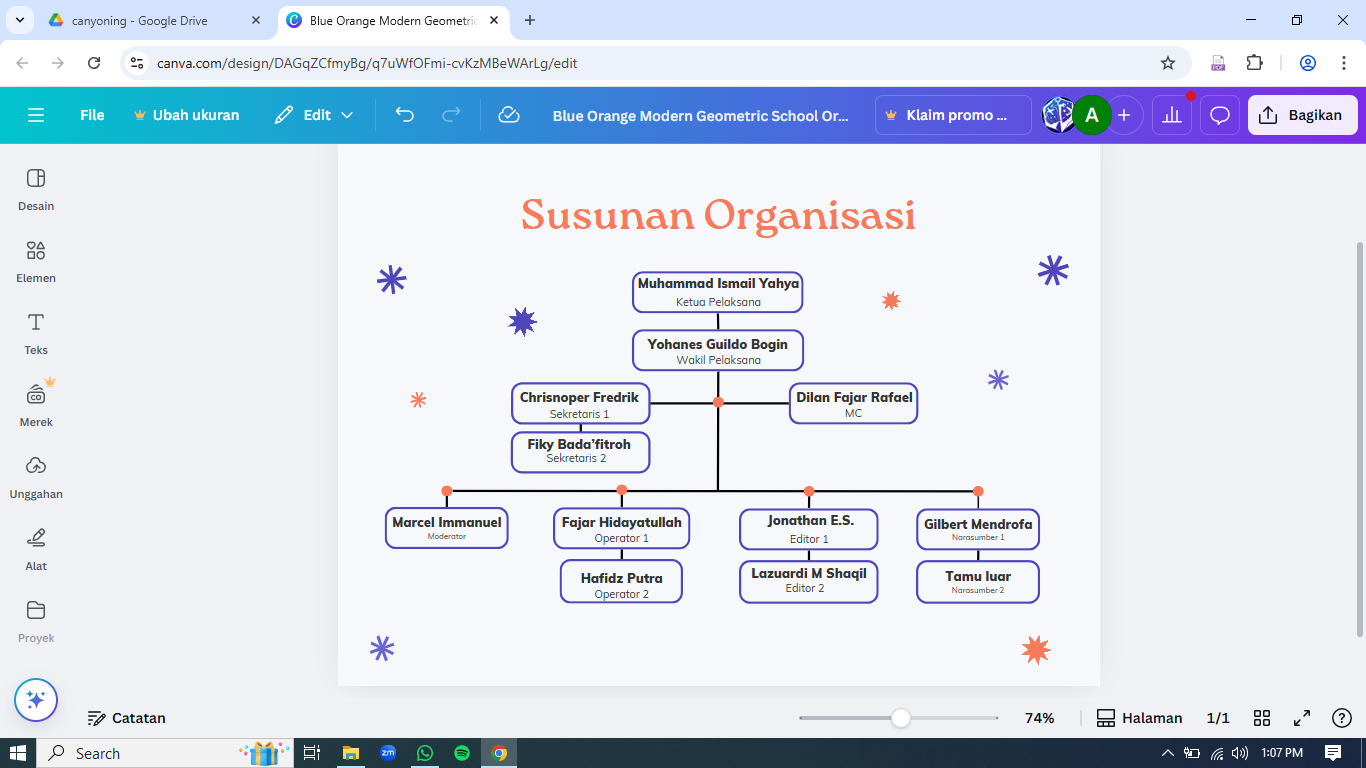 canyoning - Google Drive
Blue Orange Modern Geometric
canva.com/design/DAGqZCfmyBg/q7uWfOFmi-cvKzMBeWArLg/edit
File
Ubah ukuran
Edit
Blue Orange Modern Geometric School Or...
Klaim promo ...
A
Bagikan
Desain
Elemen
Teks
Merek
Unggahan
Alat
Proyek
Susunan Organisasi
Muhammad Ismail Yahya
Ketua Pelaksana
Yohanes Guildo Bogin
Wakil Pelaksana
Chrisnoper Fredrik
Sekretaris 1
Dilan Fajar Rafael
MC
Fiky Bada’fitroh
Sekretaris 2
Marcel Immanuel
Moderator
Fajar Hidayatullah
Operator 1
Jonathan E.S.
Editor 1
Gilbert Mendrofa
Narasumber 1
Hafidz Putra
Operator 2
Lazuardi M Shaqil
Editor 2
Tamu luar
Narasumber 2
Catatan
74%
Halaman
1/1
Search
zm
1:07 PM